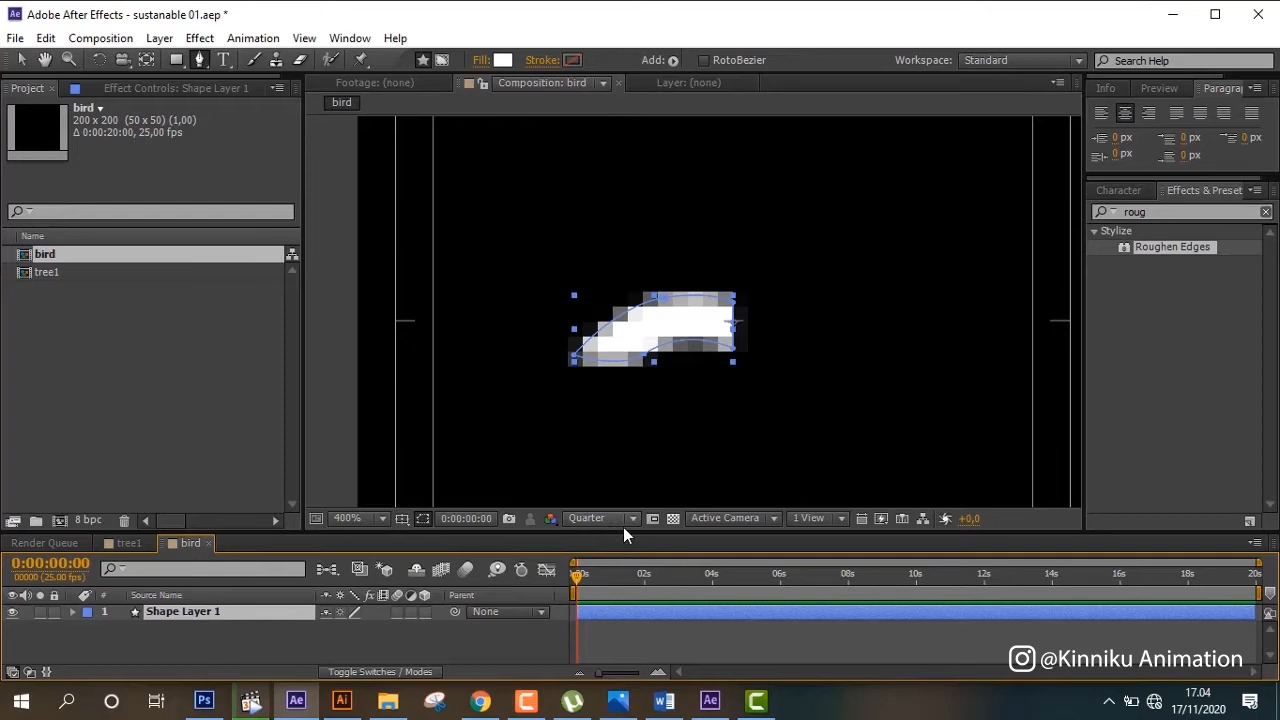 Adobe After Effects - sustanable 01.aep *
File Edit Composition Layer Effect Animation View Window Help
Fill: Stroke: Add: RotoBezier Workspace: Standard Search Help
Project Effect Controls: Shape Layer 1 Footage: (none) Composition: bird Layer: (none) Info Preview Paragra
bird
200 x 200 (50 x 50) (1,00)
Δ 0:00:20:00, 25,00 fps
bird
0 px 0 px 0 px
0 px 0 px
Character Effects & Preset
roug
Stylize
Roughen Edges
Name
bird
tree1
8 bpc 400% 0:00:00:00 Quarter Active Camera 1 View +0,0
Render Queue tree1 bird
0:00:00:00
00000 (25.00 fps)
02s 04s 06s 08s 10s 12s 14s 16s 18s 20s
# Source Name Parent
1 Shape Layer 1 None
Toggle Switches / Modes
@Kinniku Animation
17.04
17/11/2020